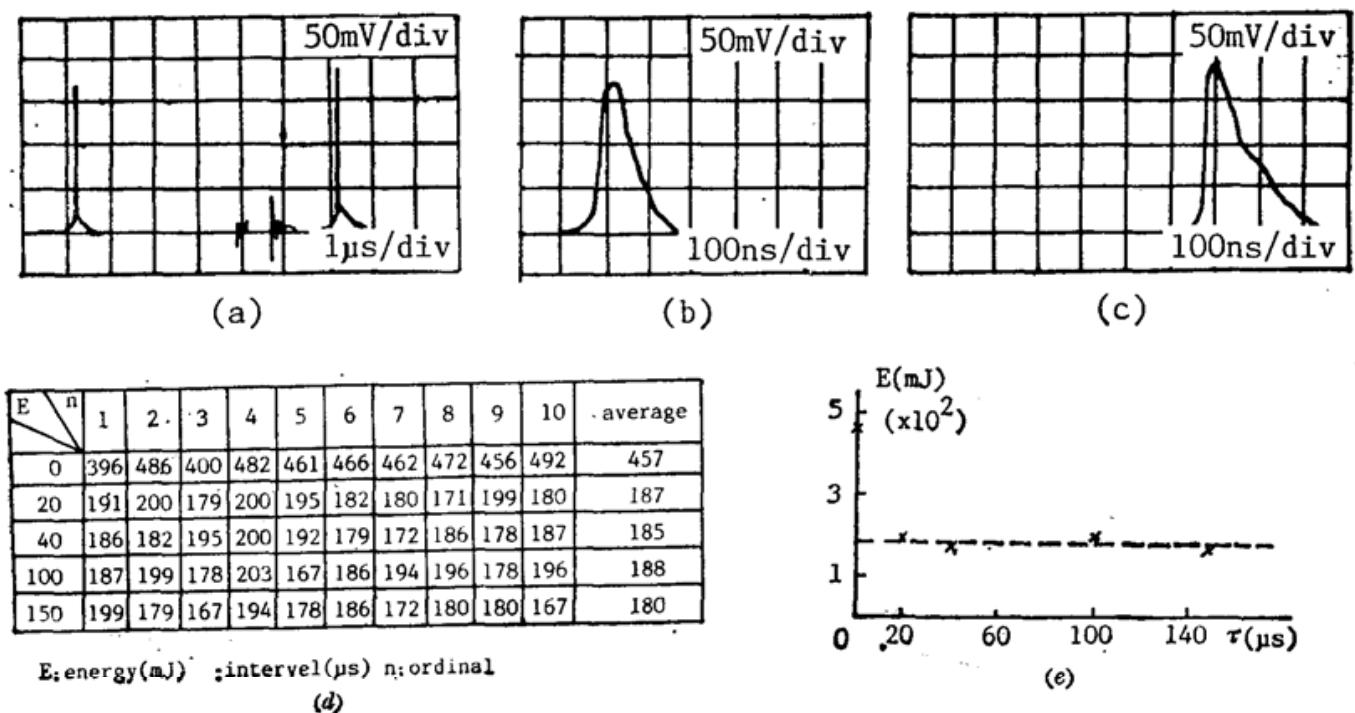 50mV/div
1μs/div
(a)
50mV/div
100ns/div
(b)
50mV/div
100ns/div
(c)
E n 1 2. 3 4 5 6 7 8 9 10 average
0 396 486 400 482 461 466 462 472 456 492 457
20 191 200 179 200 195 182 180 171 199 180 187
40 186 182 195 200 192 179 172 186 178 187 185
100 187 199 178 203 167 186 194 196 178 196 188
150 199 179 167 194 178 186 172 180 180 167 180
E:energy(mJ) :intervel(μs) n:ordinal
(d)
E(mJ)
(x10²)
5
3
1
0 20 60 100 140 τ(μs)
(e)